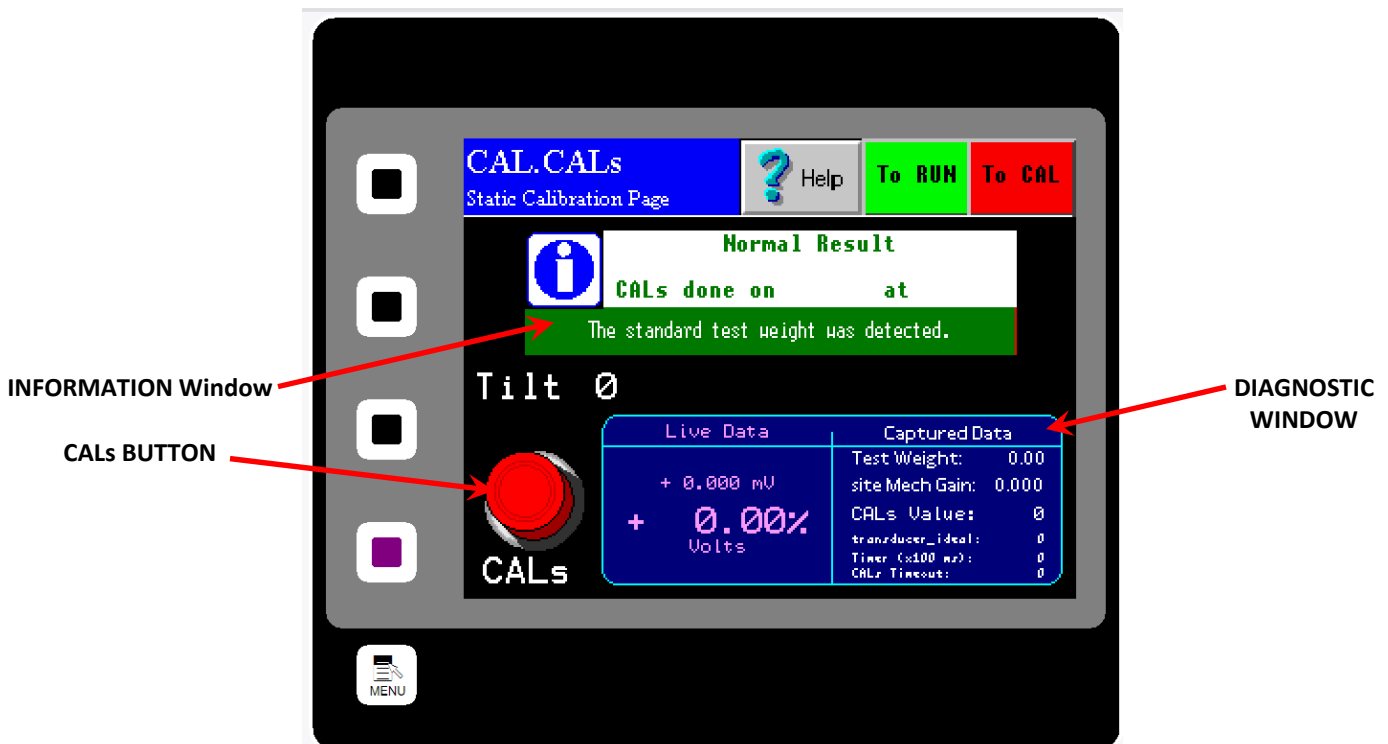 CAL.CALs
Static Calibration Page
Help
To RUN
To CAL
Normal Result
CALs done on at
The standard test weight was detected.
INFORMATION Window
Tilt 0
DIAGNOSTIC
WINDOW
CALs BUTTON
Live Data
+ 0.000 mV
+ 0.00%
Volts
Captured Data
Test Weight: 0.00
site Mech Gain: 0.000
CALs Value: 0
transducer_ideal: 0
Timer (x100 ms): 0
CALs Timeout: 0
CALs
MENU